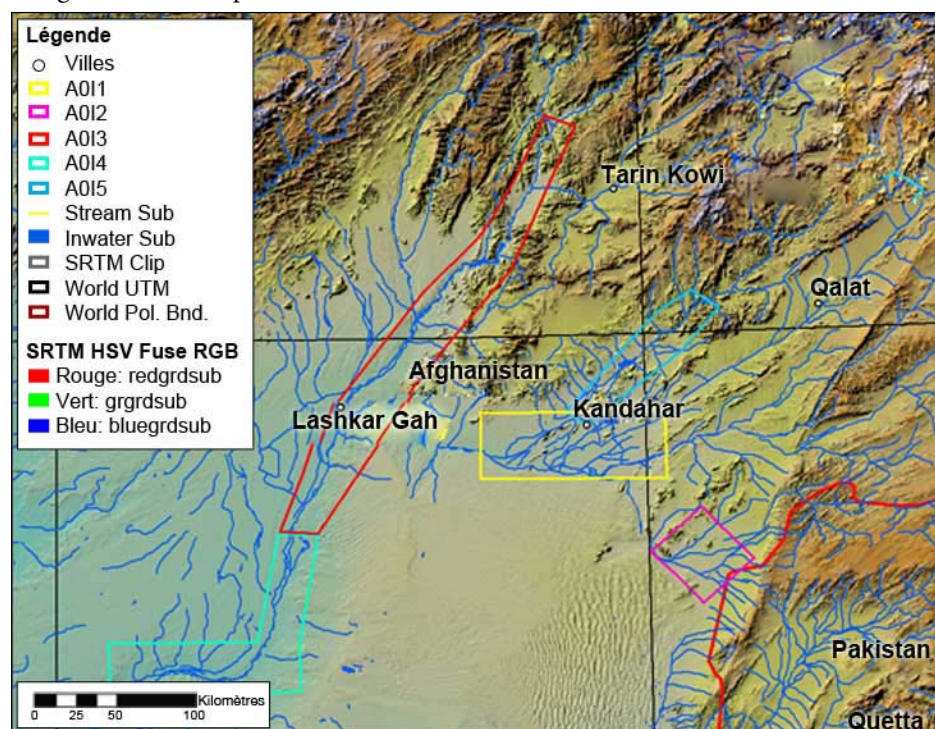 Légende
Villes
A0I1
A0I2
A0I3
A0I4
A0I5
Stream Sub
Inwater Sub
SRTM Clip
World UTM
World Pol. Bnd.
SRTM HSV Fuse RGB
Rouge: redgrdsub
Vert: grgrdsub
Bleu: bluegrdsub
Tarin Kowi
Qalat
Afghanistan
Lashkar Gah
Kandahar
Pakistan
Quetta
Kilomètres
0 25 50 100